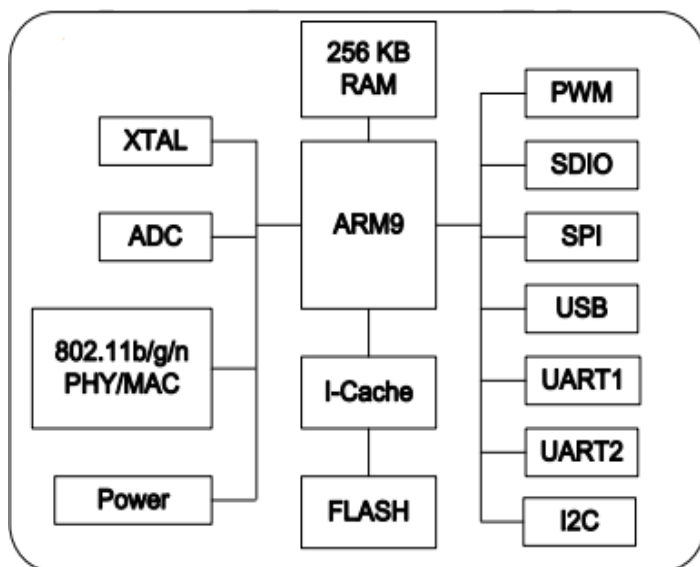 256 KB
RAM
XTAL
ADC
802.11b/g/n
PHY/MAC
Power
ARM9
I-Cache
FLASH
PWM
SDIO
SPI
USB
UART1
UART2
I2C